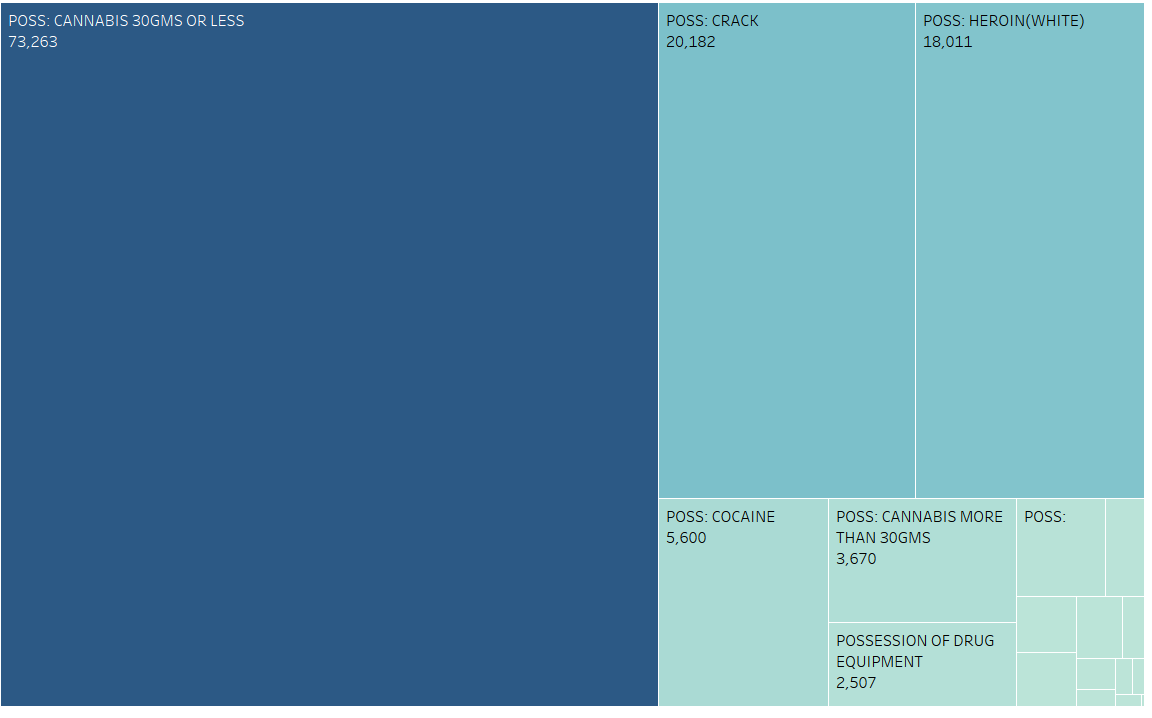 POSS: CANNABIS 30GMS OR LESS
73,263
POSS: CRACK
20,182
POSS: HEROIN(WHITE)
18,011
POSS: COCAINE
5,600
POSS: CANNABIS MORE
THAN 30GMS
3,670
POSSESSION OF DRUG
EQUIPMENT
2,507
POSS: